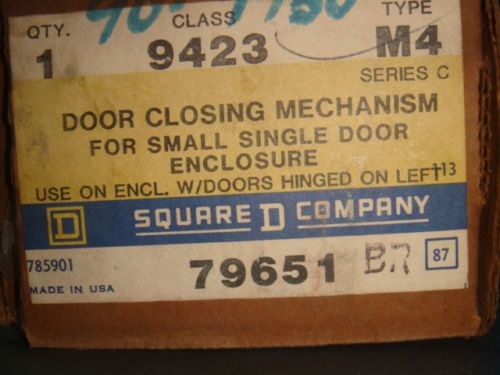 QTY. CLASS TYPE
1 9423 M4
SERIES C
DOOR CLOSING MECHANISM
FOR SMALL SINGLE DOOR
ENCLOSURE
USE ON ENCL. W/DOORS HINGED ON LEFT 113
D SQUARE D COMPANY
785901 79651 BR 87
MADE IN USA